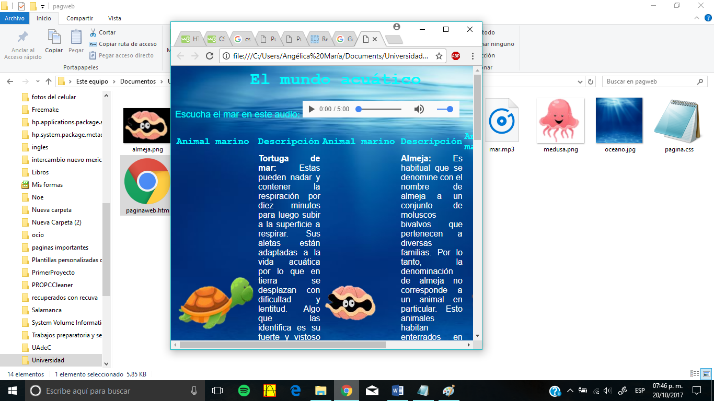 pagweb
Archivo Inicio Compartir Vista
Anclar al Acceso rápido
Copiar
Pegar
Cortar
Copiar ruta de acceso
Pegar acceso directo
Portapapeles
Este equipo
Documentos
Buscar en pagweb
fotos del celular
Freemake
hp.applications.package.
hp.system.package.metad
ingles
intercambio nuevo mexic
Libros
Mis formas
Noe
Nueva carpeta
Nueva Carpeta (2)
ocio
paginas importantes
Plantillas personalizadas d
PrimerProyecto
PROPCCleaner
recuperados con recuva
Salamanca
System Volume Informati
Trabajos preparatoria y se
UAdeC
Universidad
almeja.png
paginaweb.htm
file:///C:/Users/Angélica%20María/Documents/Universidad...
El mundo acuático
Escucha el mar en este audio:
0:00 / 5:00
Animal marino Descripción Animal marino Descripción
Tortuga de
mar: Estas
pueden nadar y
contener la
respiración por
diez minutos
para luego subir
a la superficie a
respirar. Sus
aletas están
adaptadas a la
vida acuática
por lo que en
tierra se
desplazan con
dificultad y
lentitud. Algo
que las
identifica es su
fuerte y vistoso
Almeja: Es
habitual que se
denomine con el
nombre de
almeja a un
conjunto de
moluscos
bivalvos que
pertenecen a
diversas
familias. Por lo
tanto, la
denominación
de almeja no
corresponde a
un animal en
particular. Esto
animales
habitan
enterrados en
mar.mp3
medusa.png
oceano.jpg
pagina.css
14 elementos
1 elemento seleccionado 5.85 KB
Escribe aquí para buscar
ESP
07:46 p. m.
20/10/2017